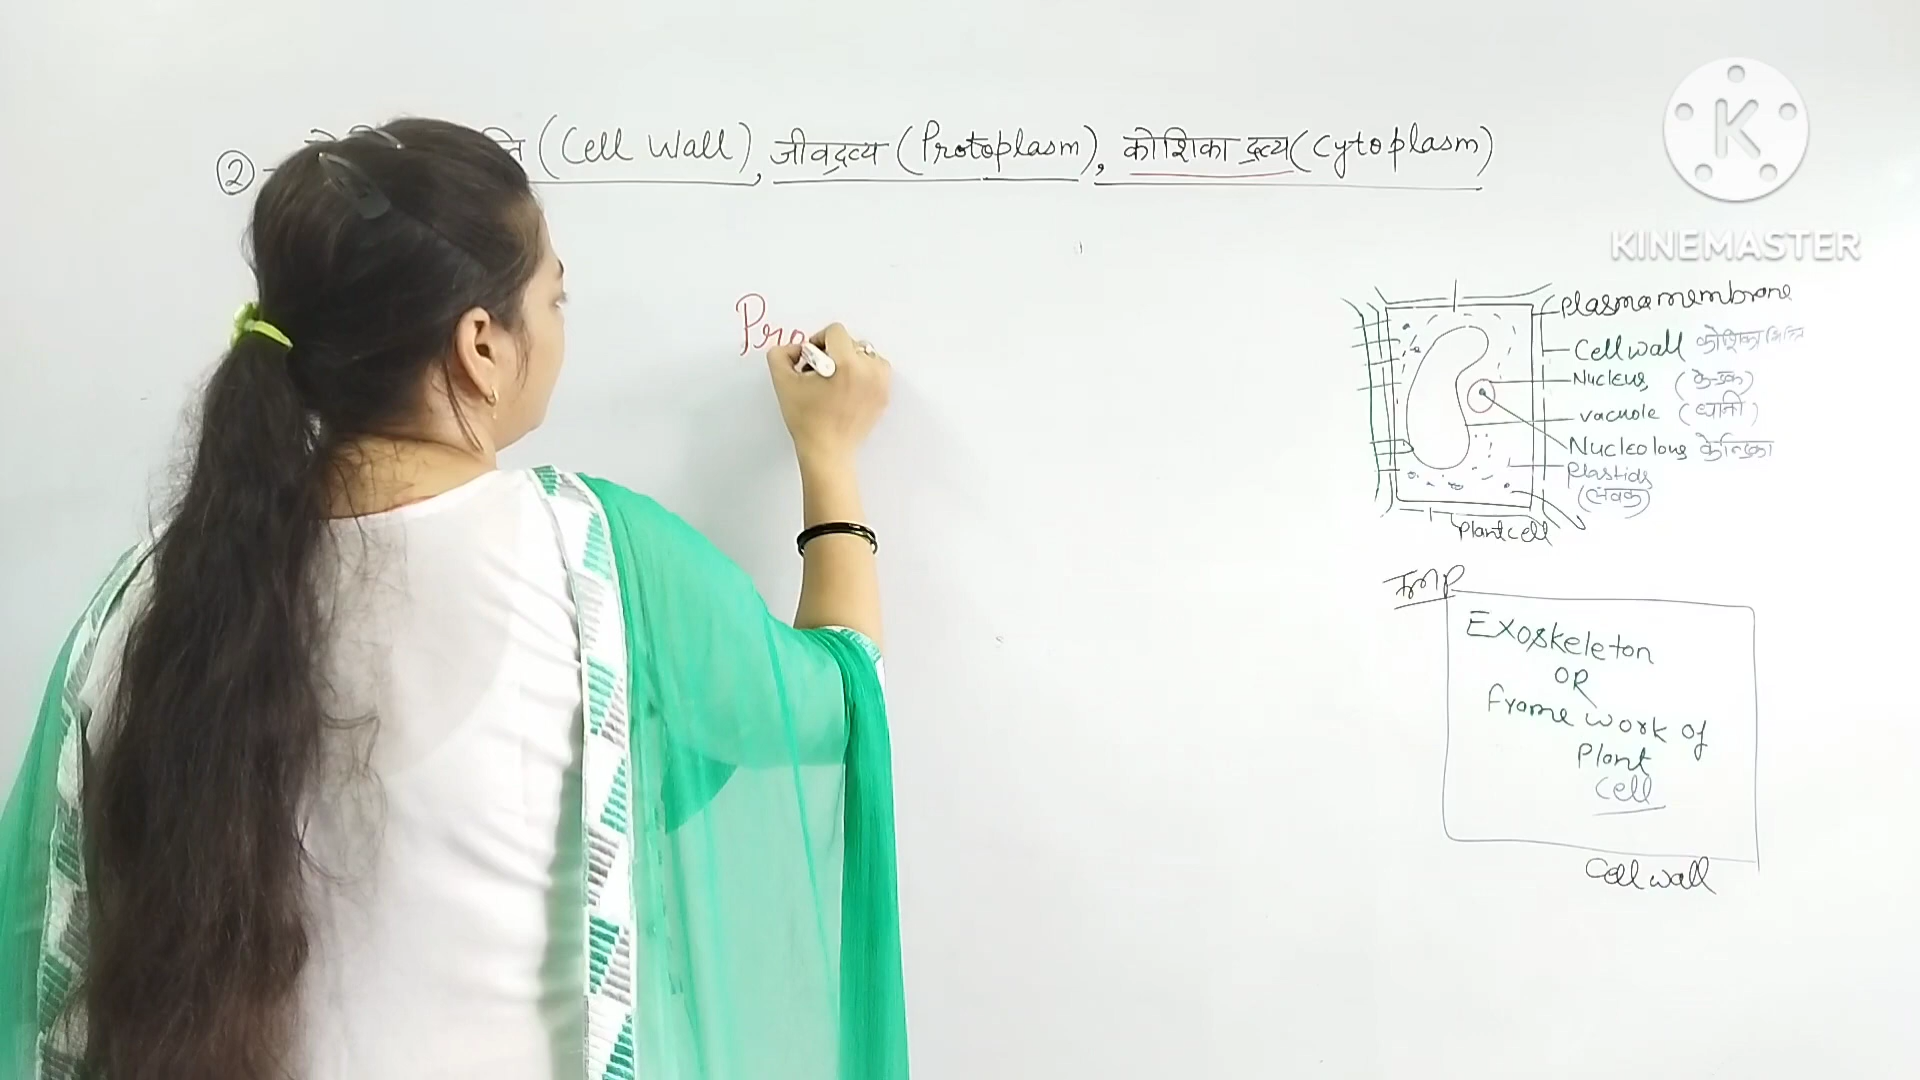 ② - (Cell Wall), जीवद्रव्य (Protoplasm), कोशिका द्रव्य (Cytoplasm)
KINEMASTER
Pro
Plasma membrane
Cell wall कोशिका भित्ति
Nucleus (केन्द्रक)
vacuole (धानी)
Nucleolous केन्द्रिका
Plastids
(लवक)
Plant cell
IMP
Exoskeleton
OR
frame work of
Plant
Cell
Cell wall